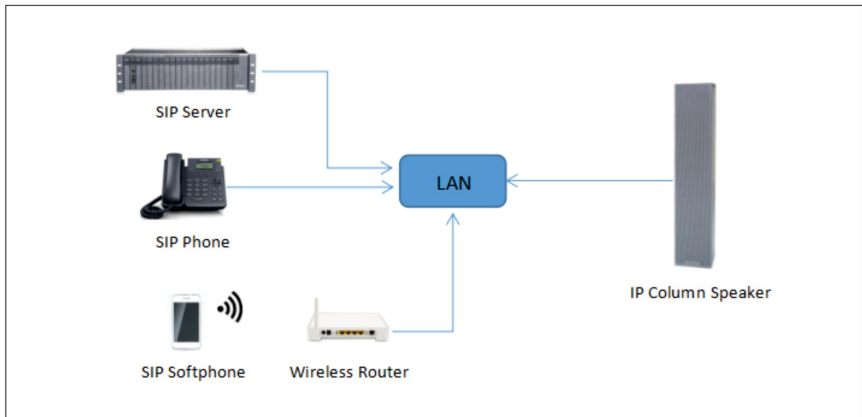 SIP Server
LAN
SIP Phone
IP Column Speaker
SIP Softphone
Wireless Router